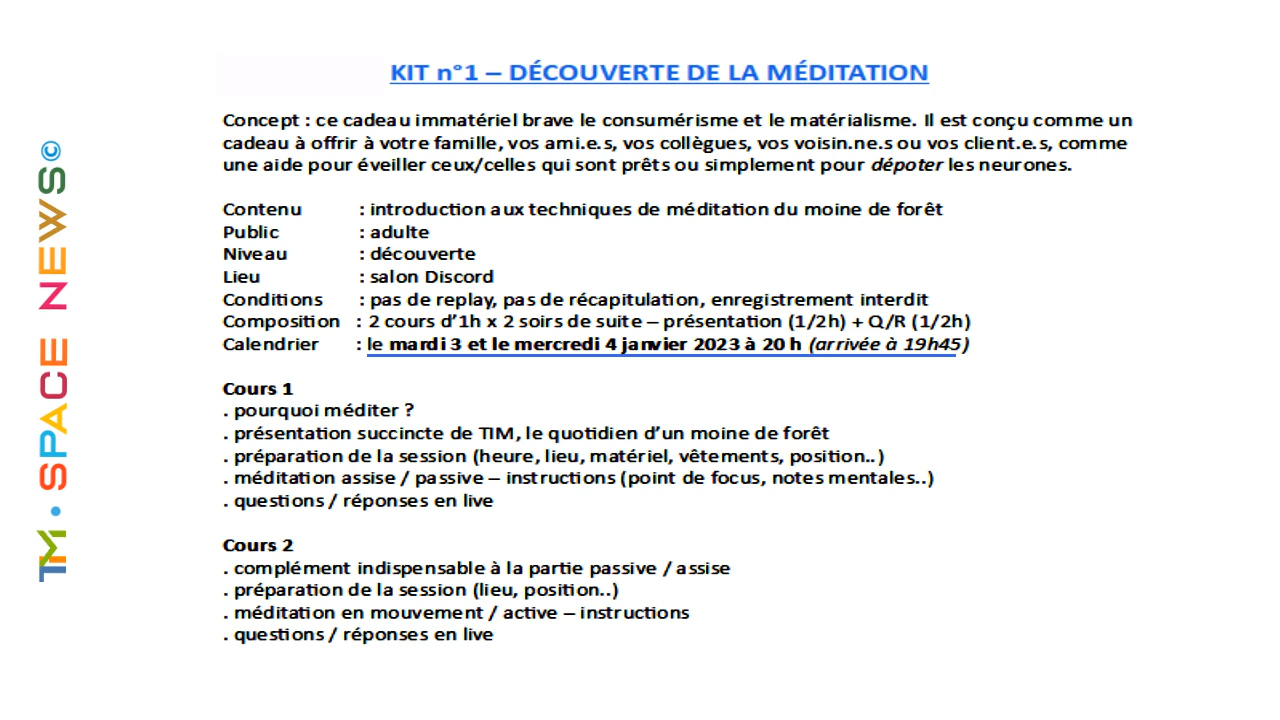 KIT n°1 – DÉCOUVERTE DE LA MÉDITATION
Concept : ce cadeau immatériel brave le consumérisme et le matérialisme. Il est conçu comme un
cadeau à offrir à votre famille, vos ami.e.s, vos collègues, vos voisin.ne.s ou vos client.e.s, comme
une aide pour éveiller ceux/celles qui sont prêts ou simplement pour dépoter les neurones.
Contenu : introduction aux techniques de méditation du moine de forêt
Public : adulte
Niveau : découverte
Lieu : salon Discord
Conditions : pas de replay, pas de récapitulation, enregistrement interdit
Composition : 2 cours d’1h x 2 soirs de suite – présentation (1/2h) + Q/R (1/2h)
Calendrier : le mardi 3 et le mercredi 4 janvier 2023 à 20 h (arrivée à 19h45)
Cours 1
. pourquoi méditer ?
. présentation succincte de TIM, le quotidien d’un moine de forêt
. préparation de la session (heure, lieu, matériel, vêtements, position..)
. méditation assise / passive – instructions (point de focus, notes mentales..)
. questions / réponses en live
Cours 2
. complément indispensable à la partie passive / assise
. préparation de la session (lieu, position..)
. méditation en mouvement / active – instructions
. questions / réponses en live
TIM • SPACE NEWS©